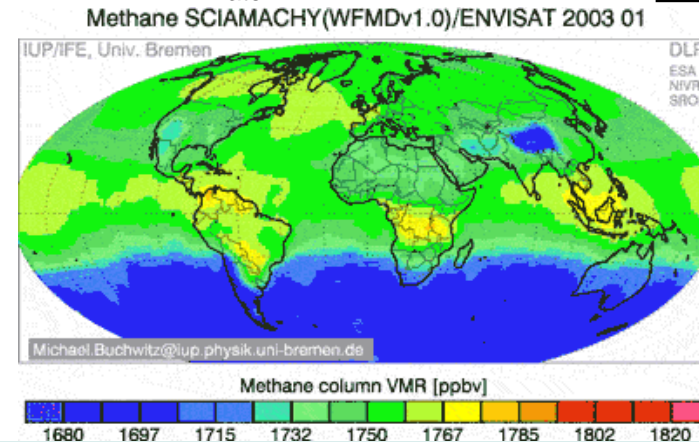 Methane SCIAMACHY(WFMDv1.0)/ENVISAT 2003 01
IUP/IFE, Univ. Bremen
DLR
ESA
Michael.Buchwitz@iup.physik.uni-bremen.de
Methane column VMR [ppbv]
1680 1697 1715 1732 1750 1767 1785 1802 1820